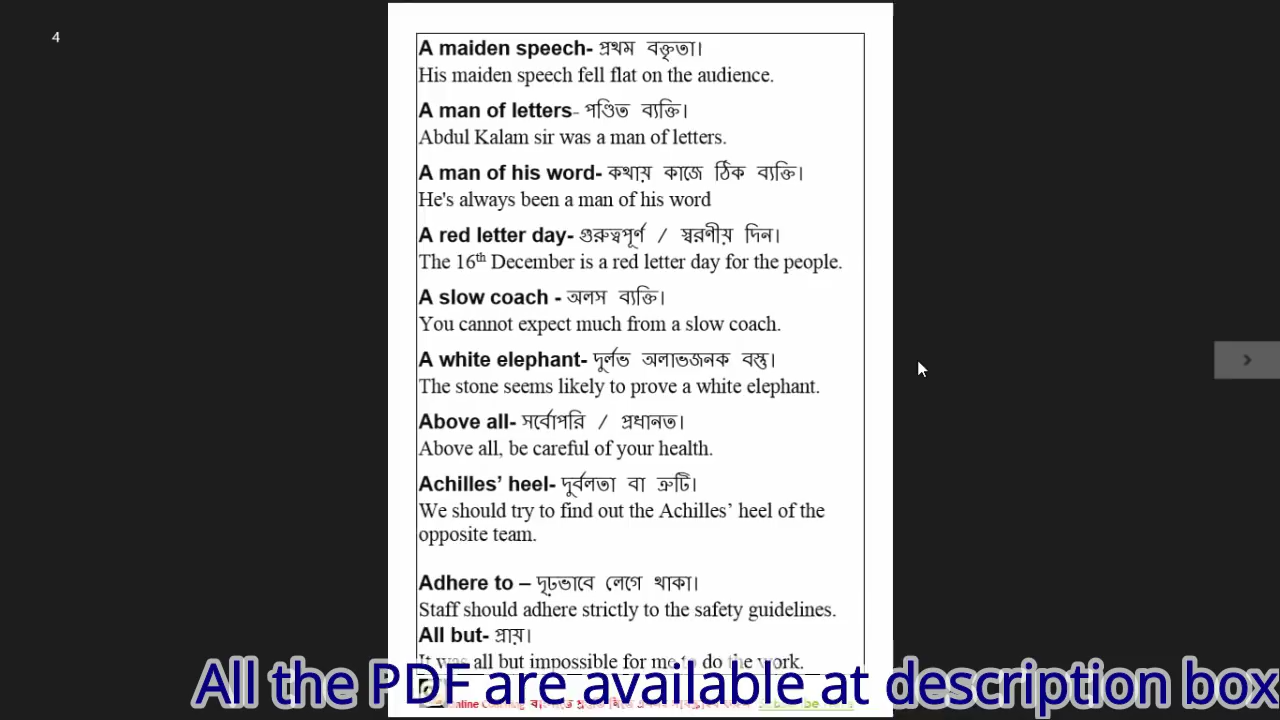 4
A maiden speech- প্রথম বক্তৃতা।
His maiden speech fell flat on the audience.
A man of letters- পণ্ডিত ব্যক্তি।
Abdul Kalam sir was a man of letters.
A man of his word- কথায় কাজে ঠিক ব্যক্তি।
He's always been a man of his word
A red letter day- গুরুত্বপূর্ণ / স্বরণীয় দিন।
The 16th December is a red letter day for the people.
A slow coach - অলস ব্যক্তি।
You cannot expect much from a slow coach.
A white elephant- দুর্লভ অলাভজনক বস্তু।
The stone seems likely to prove a white elephant.
Above all- সর্বোপরি / প্রধানত।
Above all, be careful of your health.
Achilles’ heel- দুর্বলতা বা ত্রুটি।
We should try to find out the Achilles’ heel of the
opposite team.
Adhere to – দৃঢ়ভাবে লেগে থাকা।
Staff should adhere strictly to the safety guidelines.
All but- প্রায়।
It was all but impossible for me to do the work.
All the PDF are available at description box